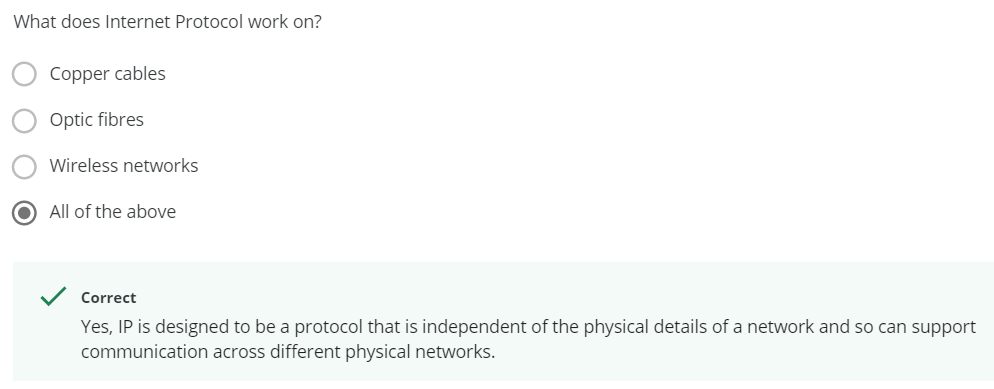 What does Internet Protocol work on?
Copper cables
Optic fibres
Wireless networks
All of the above
Correct
Yes, IP is designed to be a protocol that is independent of the physical details of a network and so can support
communication across different physical networks.